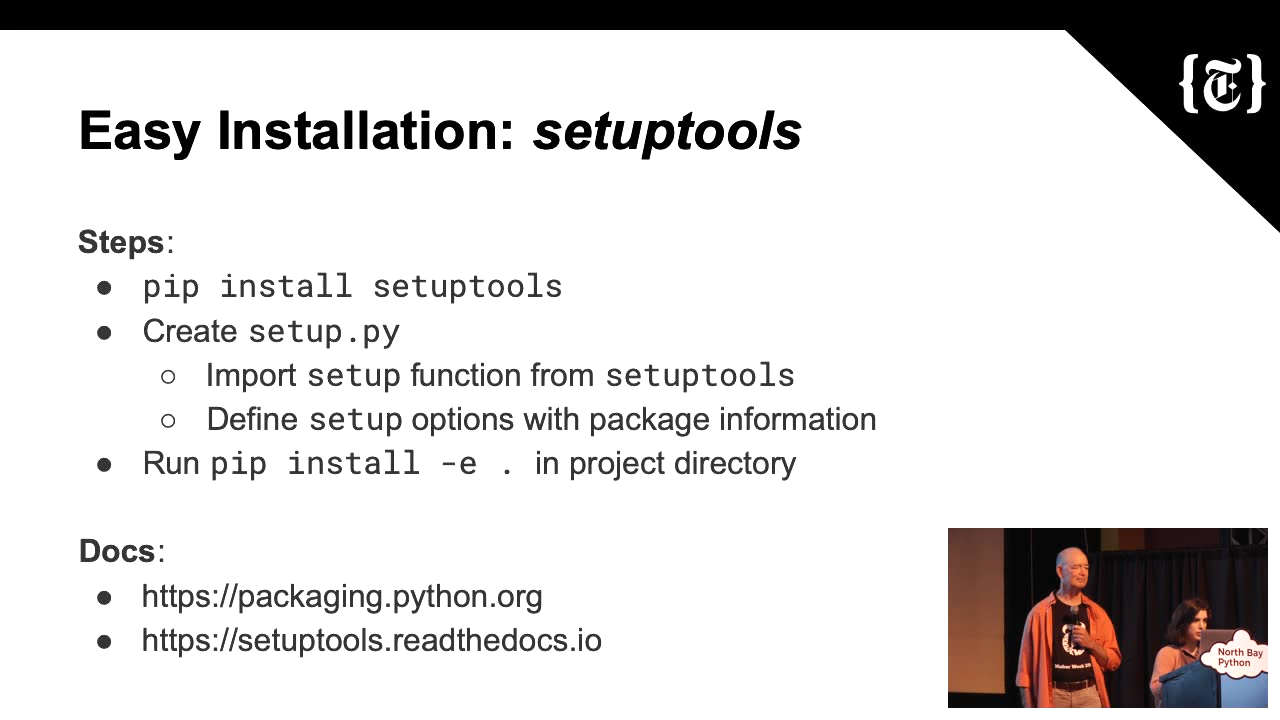 {T}
Easy Installation: setuptools
Steps:
● pip install setuptools
● Create setup.py
○ Import setup function from setuptools
○ Define setup options with package information
● Run pip install -e . in project directory
Docs:
● https://packaging.python.org
● https://setuptools.readthedocs.io
Maker Week
North Bay
Python